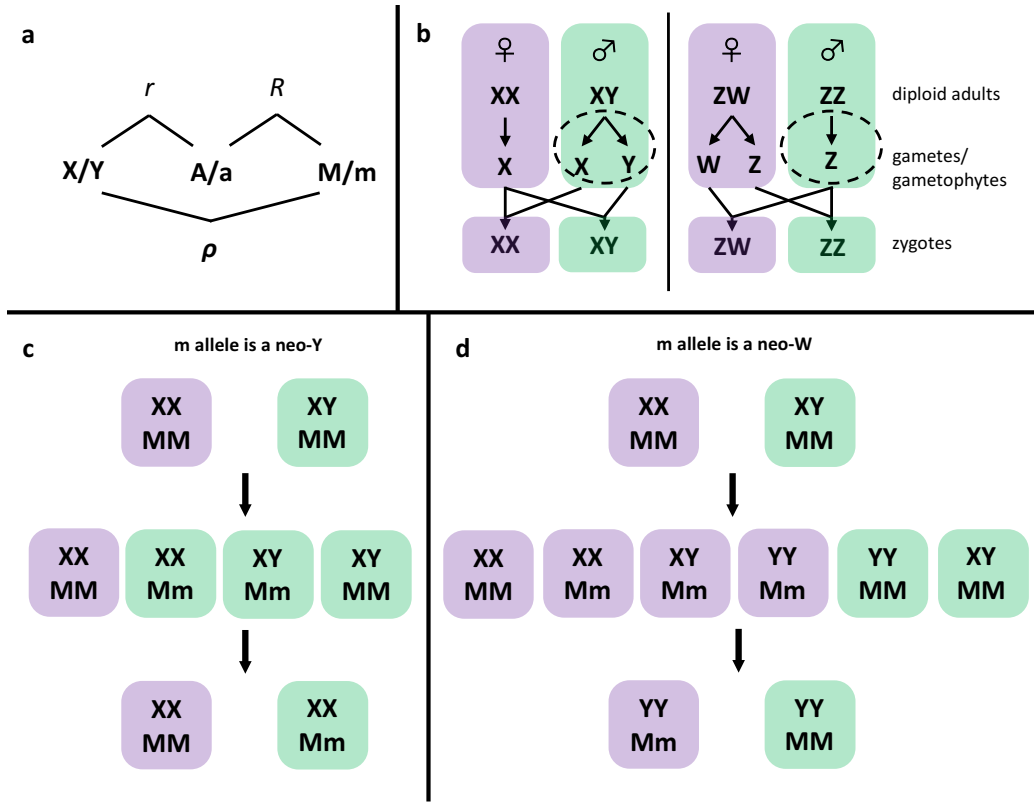 a
r R
X/Y A/a M/m
ρ
b
♀ ♂ ♀ ♂
XX XY ZW ZZ diploid adults
X X Y W Z Z gametes/
gametophytes
XX XY ZW ZZ zygotes
c
m allele is a neo-Y
XX XY
MM MM
XX XX XY XY
MM Mm Mm MM
XX XX
MM Mm
d
m allele is a neo-W
XX XY
MM MM
XX XX XY YY YY XY
MM Mm Mm Mm MM MM
YY YY
Mm MM